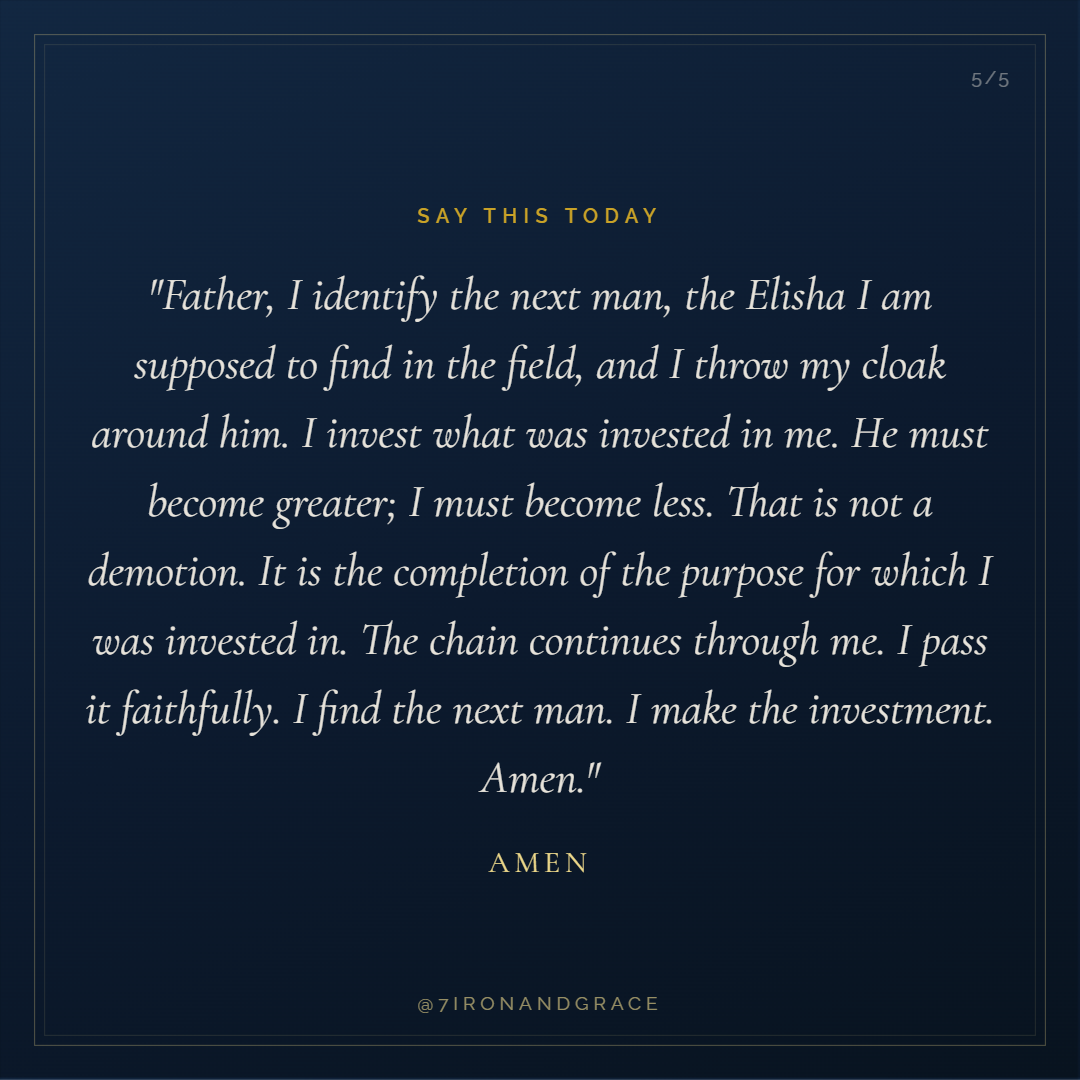 5/5
SAY THIS TODAY
"Father, I identify the next man, the Elisha I am
supposed to find in the field, and I throw my cloak
around him. I invest what was invested in me. He must
become greater; I must become less. That is not a
demotion. It is the completion of the purpose for which I
was invested in. The chain continues through me. I pass
it faithfully. I find the next man. I make the investment.
Amen."
AMEN
@7IRONANDGRACE